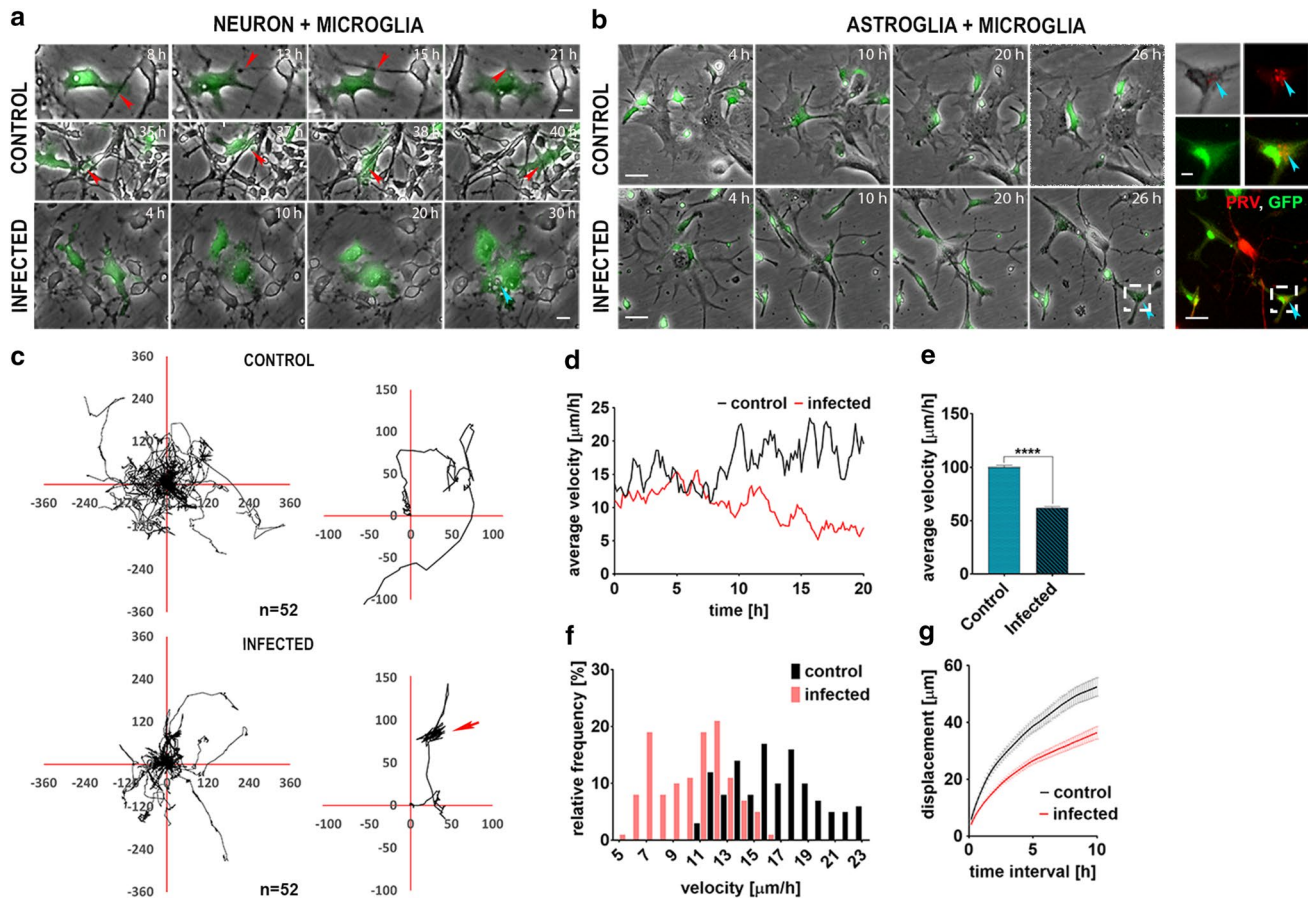 a
NEURON + MICROGLIA
CONTROL
8 h
13 h
15 h
21 h
35 h
37 h
38 h
40 h
INFECTED
4 h
10 h
20 h
30 h
b
ASTROGLIA + MICROGLIA
CONTROL
4 h
10 h
20 h
26 h
INFECTED
4 h
10 h
20 h
26 h
PRV, GFP
c
CONTROL
360
240
120
0
-360 -240 -120 0 120 240 360
-120
-240
-360
n=52
150
100
50
0
-100 -50 0 50 100
-50
-100
INFECTED
360
240
120
0
-360 -240 -120 0 120 240 360
-120
-240
-360
n=52
150
100
50
0
-100 -50 0 50 100
-50
-100
d
average velocity [µm/h]
25
20
15
10
5
0
control infected
0 5 10 15 20
time [h]
e
average velocity [µm/h]
150
100
50
0
****
Control
Infected
f
relative frequency [%]
30
20
10
0
control
infected
5 7 9 11 13 15 17 19 21 23
velocity [µm/h]
g
displacement [µm]
60
40
20
0
control
infected
0 5 10
time interval [h]